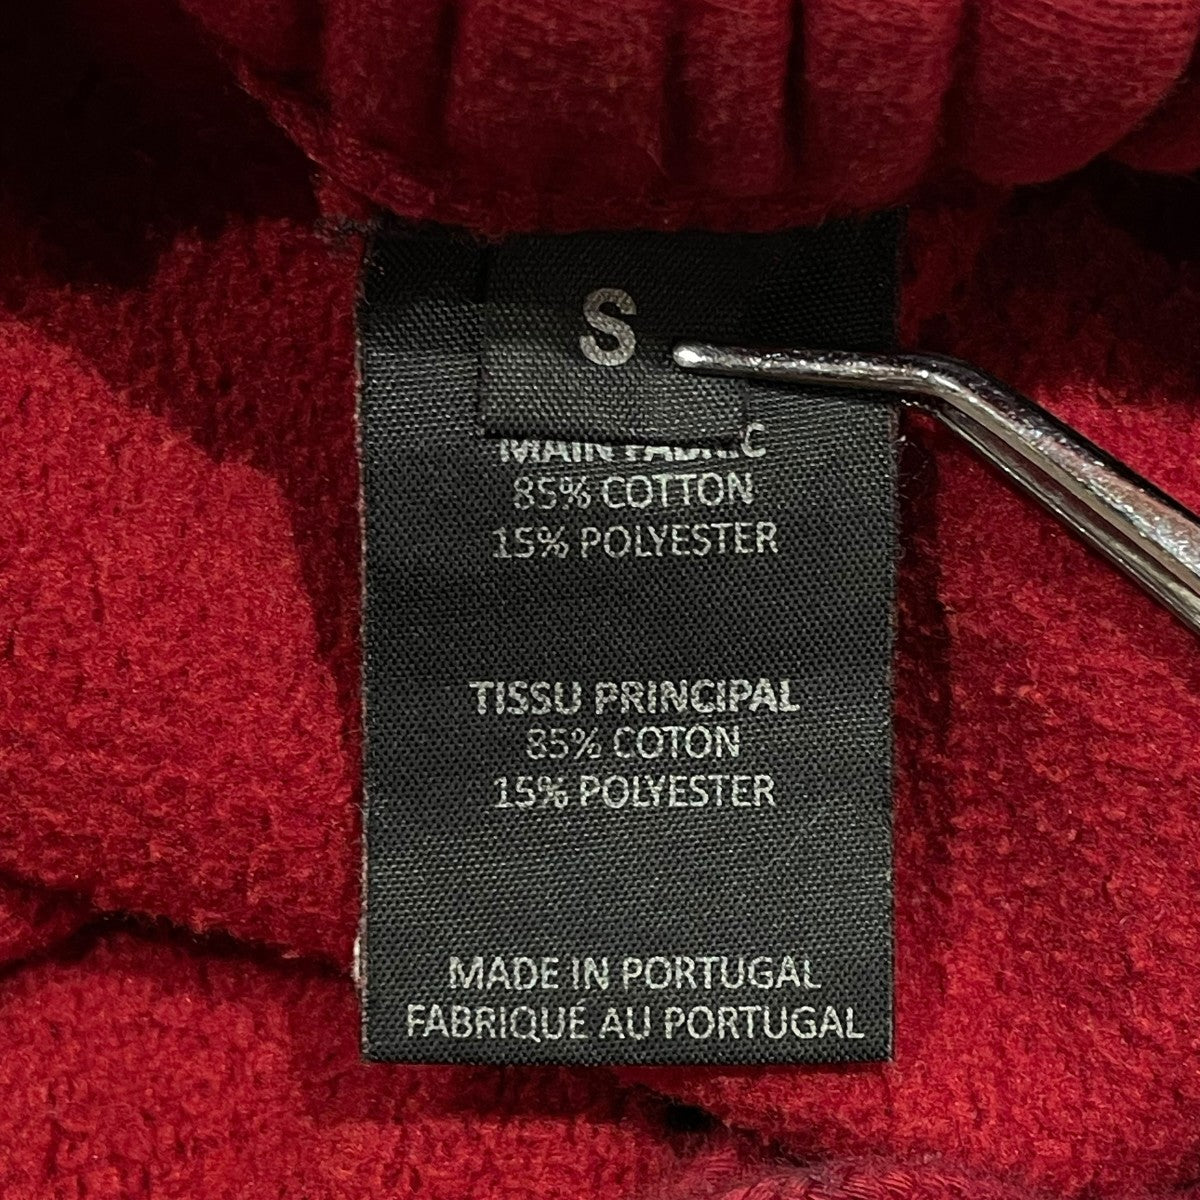 S
MAIN FABRIC
85% COTTON
15% POLYESTER
TISSU PRINCIPAL
85% COTON
15% POLYESTER
MADE IN PORTUGAL
FABRIQUÉ AU PORTUGAL